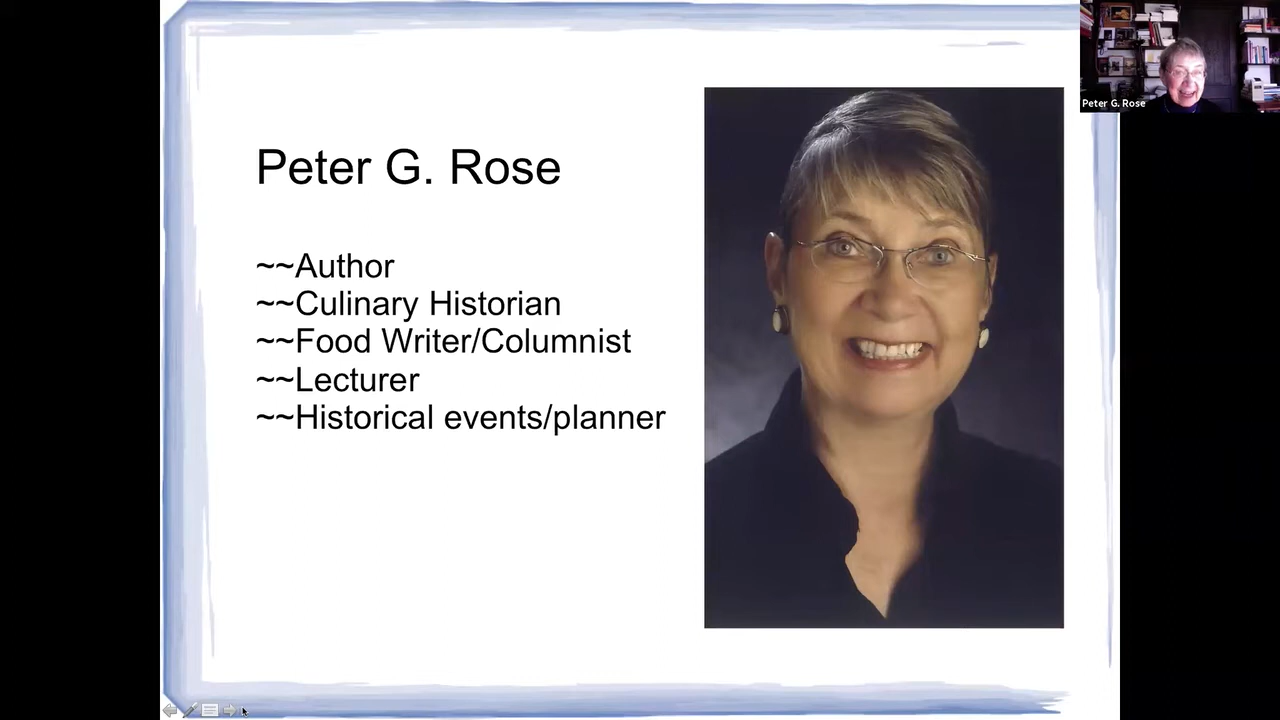 Peter G. Rose
Peter G. Rose
~~Author
~~Culinary Historian
~~Food Writer/Columnist
~~Lecturer
~~Historical events/planner